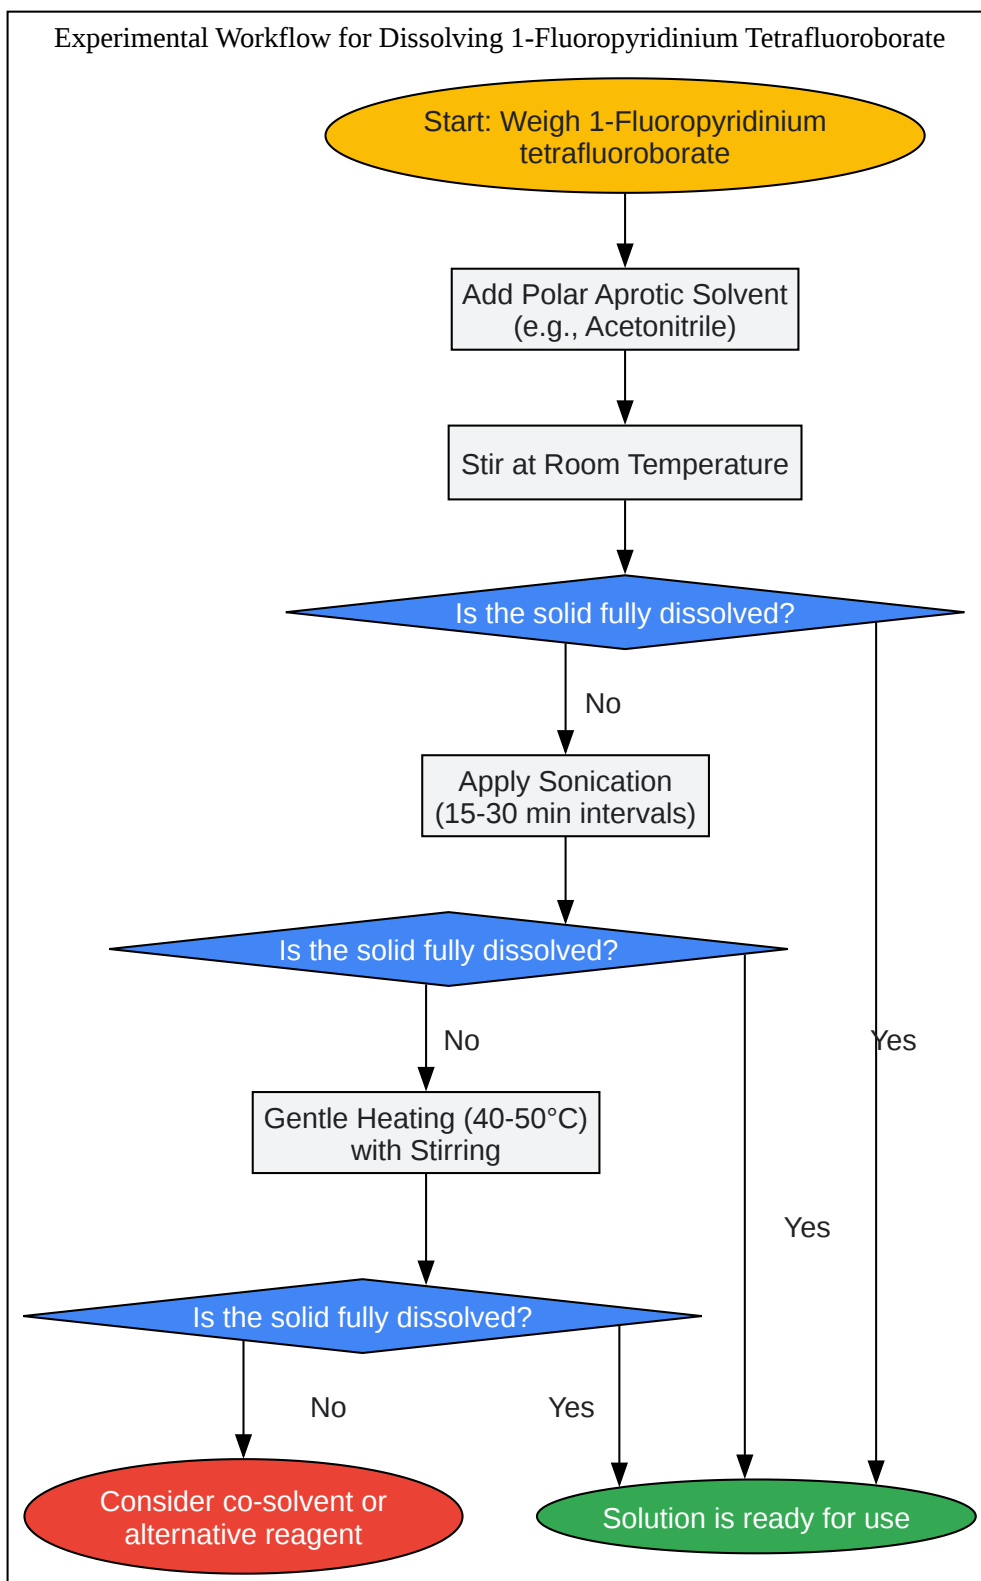 Experimental Workflow for Dissolving 1-Fluoropyridinium Tetrafluoroborate
Start: Weigh 1-Fluoropyridinium
tetrafluoroborate
Add Polar Aprotic Solvent
(e.g., Acetonitrile)
Stir at Room Temperature
Is the solid fully dissolved?
No
Apply Sonication
(15-30 min intervals)
Is the solid fully dissolved?
No
Yes
Gentle Heating (40-50°C)
with Stirring
Yes
Is the solid fully dissolved?
No
Yes
Consider co-solvent or
alternative reagent
Solution is ready for use